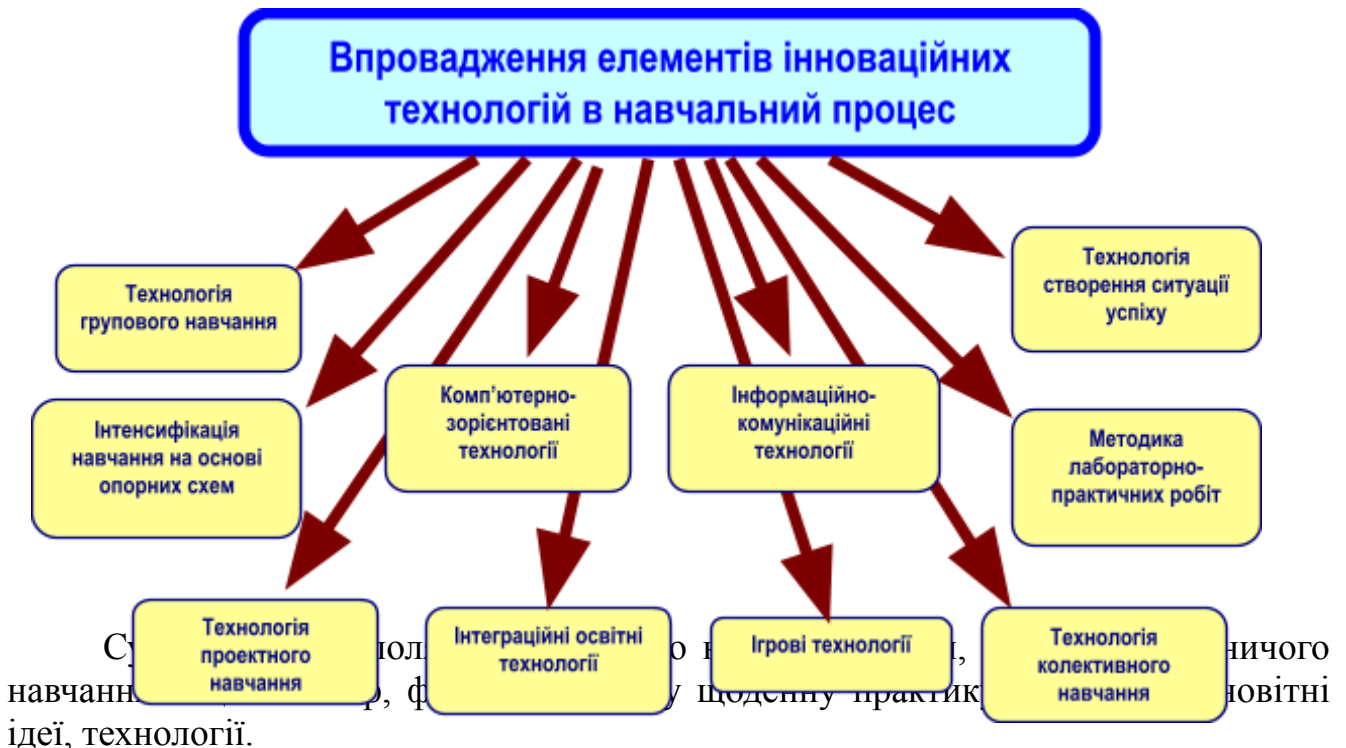 Впровадження елементів інноваційних
технологій в навчальний процес
Технологія
групового навчання
Технологія
створення ситуації
успіху
Інтенсифікація
навчання на основі
опорних схем
Комп’ютерно-
зорієнтовані
технології
Інформаційно-
комунікаційні
технології
Методика
лабораторно-
практичних робіт
Технологія
проектного
навчання
Інтеграційні освітні
технології
Ігрові технології
Технологія
колективного
навчання
щоденну практику
ідеї, технології.